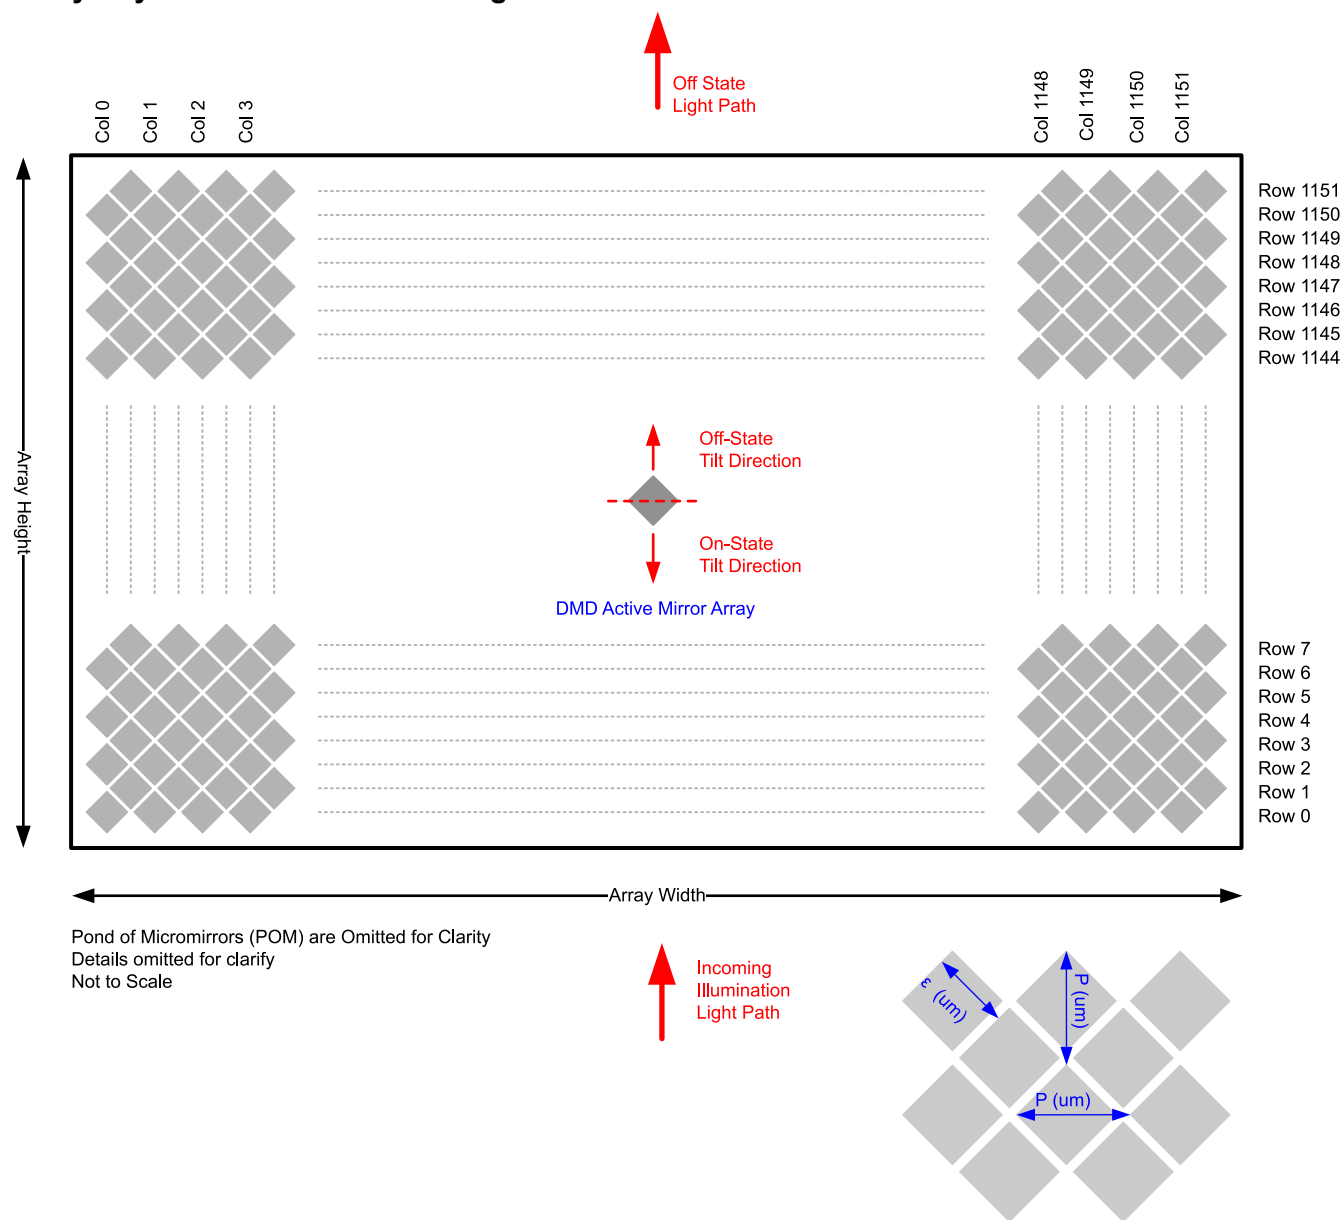 Off State
Light Path
Col 0
Col 1
Col 2
Col 3
Col 1148
Col 1149
Col 1150
Col 1151
Row 1151
Row 1150
Row 1149
Row 1148
Row 1147
Row 1146
Row 1145
Row 1144
Array Height
Off-State
Tilt Direction
On-State
Tilt Direction
DMD Active Mirror Array
Row 7
Row 6
Row 5
Row 4
Row 3
Row 2
Row 1
Row 0
Array Width
Pond of Micromirrors (POM) are Omitted for Clarity
Details omitted for clarify
Not to Scale
Incoming
Illumination
Light Path
ε (um)
P (um)
P (um)